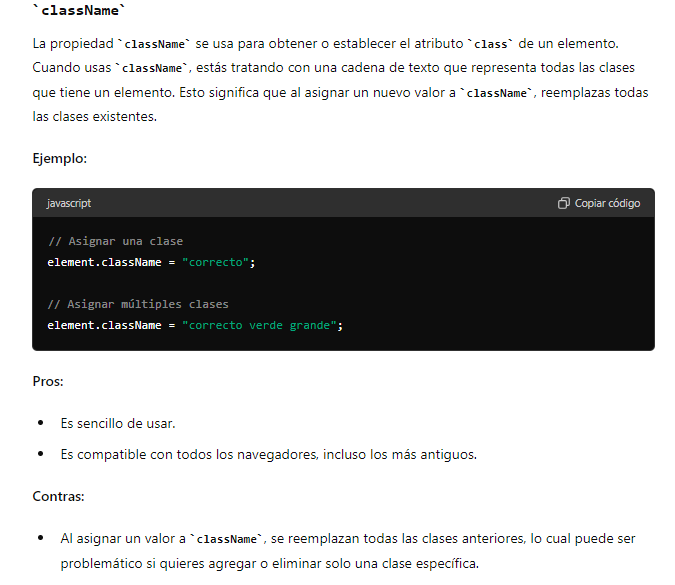 `className`
La propiedad `className` se usa para obtener o establecer el atributo `class` de un elemento.
Cuando usas `className`, estás tratando con una cadena de texto que representa todas las clases
que tiene un elemento. Esto significa que al asignar un nuevo valor a `className`, reemplazas todas
las clases existentes.
Ejemplo:
javascript Copiar código
// Asignar una clase
element.className = "correcto";
// Asignar múltiples clases
element.className = "correcto verde grande";
Pros:
• Es sencillo de usar.
• Es compatible con todos los navegadores, incluso los más antiguos.
Contras:
• Al asignar un valor a `className`, se reemplazan todas las clases anteriores, lo cual puede ser
problemático si quieres agregar o eliminar solo una clase específica.